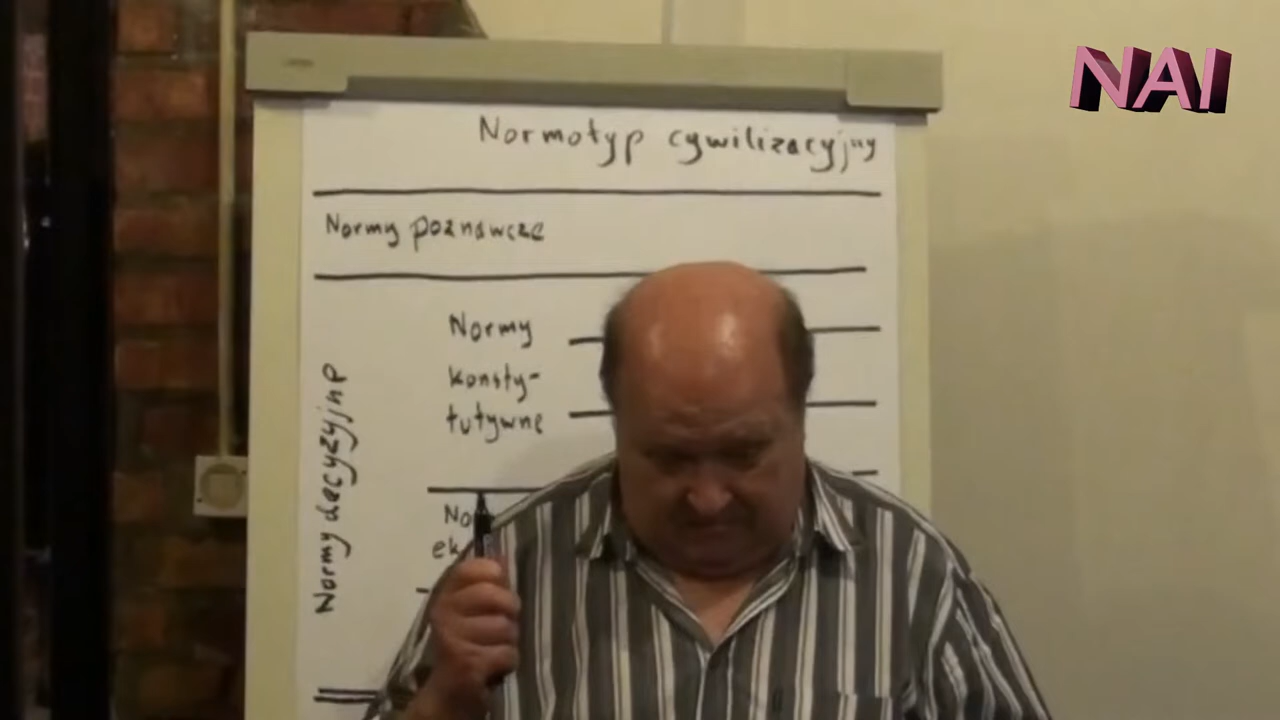 NAI
Normotyp cywilizacyjny
Normy poznawcze
Normy
konsty-
tutywne
Normy decyzyjne